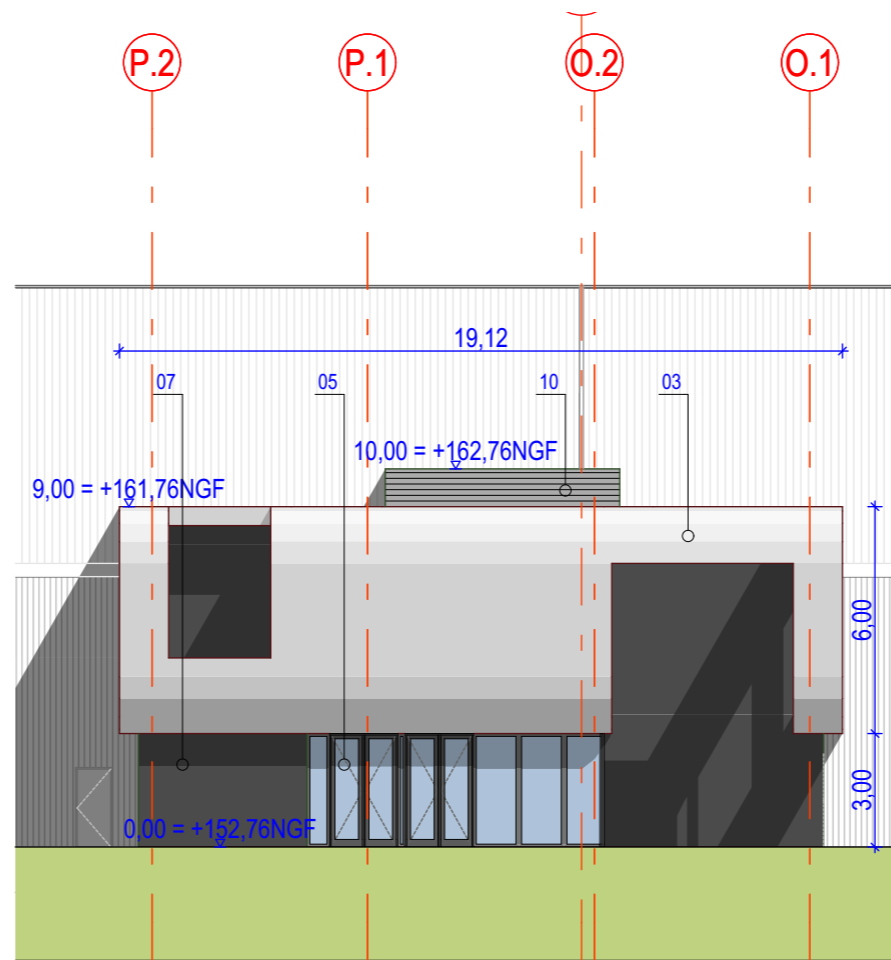 P.2
P.1
O.2
O.1
19,12
07
05
10
03
10,00 = +162,76NGF
9,00 = +161,76NGF
6,00
3,00
0,00 = +152,76NGF